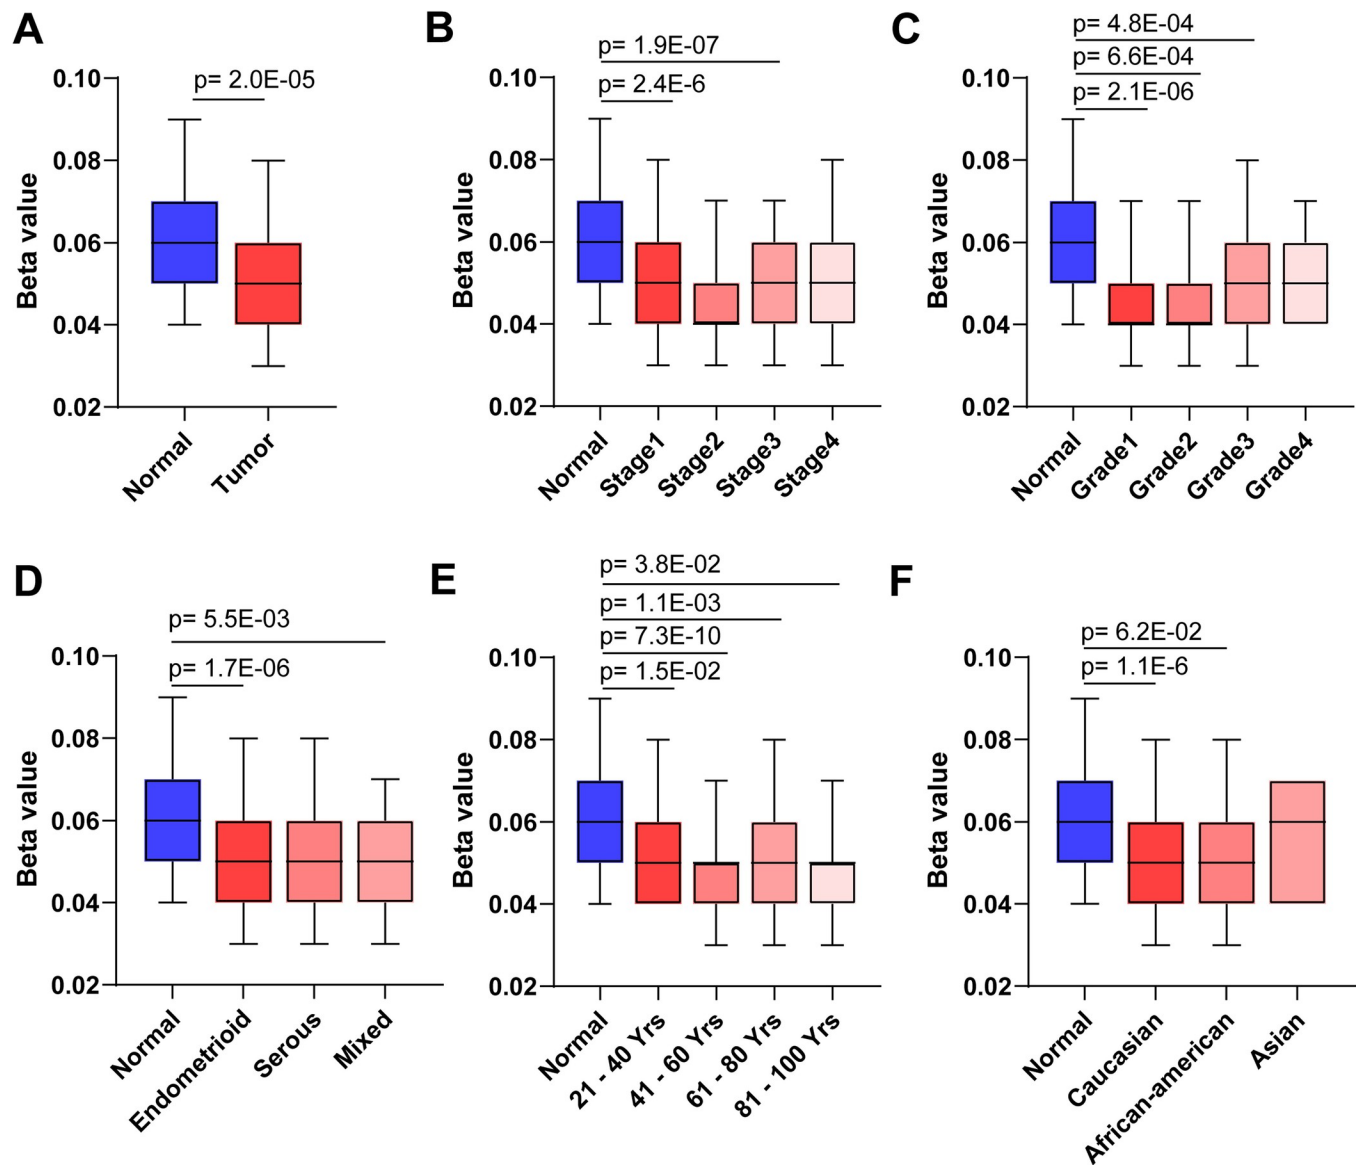 A
p= 2.0E-05
0.10
0.08
0.06
0.04
0.02
Beta value
Normal
Tumor
B
p= 1.9E-07
p= 2.4E-6
0.10
0.08
0.06
0.04
0.02
Beta value
Normal
Stage1
Stage2
Stage3
Stage4
C
p= 4.8E-04
p= 6.6E-04
p= 2.1E-06
0.10
0.08
0.06
0.04
0.02
Beta value
Normal
Grade1
Grade2
Grade3
Grade4
D
p= 5.5E-03
p= 1.7E-06
0.10
0.08
0.06
0.04
0.02
Beta value
Normal
Endometrioid
Serous
Mixed
E
p= 3.8E-02
p= 1.1E-03
p= 7.3E-10
p= 1.5E-02
0.10
0.08
0.06
0.04
0.02
Beta value
Normal
21 - 40 Yrs
41 - 60 Yrs
61 - 80 Yrs
81 - 100 Yrs
F
p= 6.2E-02
p= 1.1E-6
0.10
0.08
0.06
0.04
0.02
Beta value
Normal
Caucasian
African-american
Asian